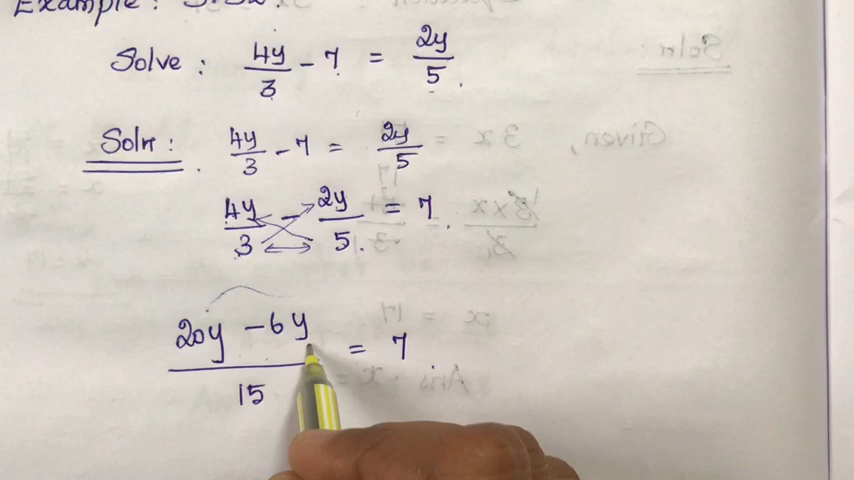 Example :
Solve : 4y/3 - 7 = 2y/5.
Soln : 4y/3 - 7 = 2y/5
4y/3 - 2y/5 = 7.
20y - 6y/15 = 7